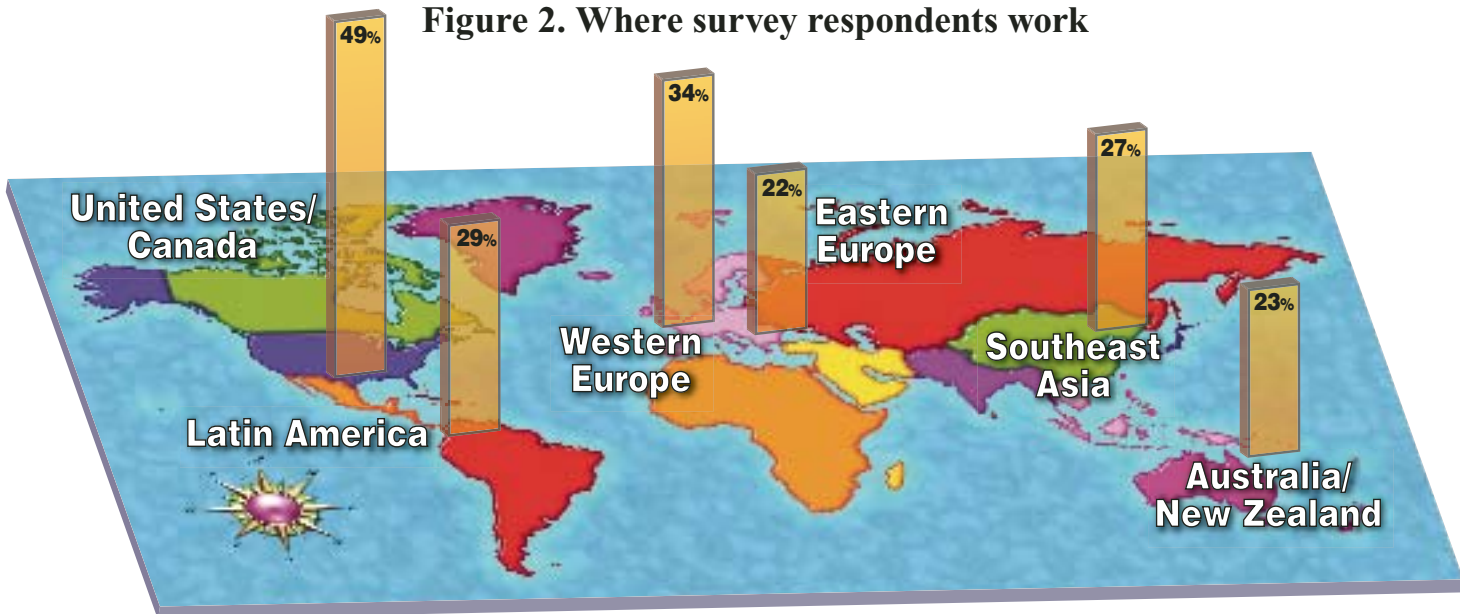 Figure 2. Where survey respondents work
49%
34%
27%
22%
United States/
Canada
29%
Eastern
Europe
23%
Western
Europe
Southeast
Asia
Latin America
Australia/
New Zealand